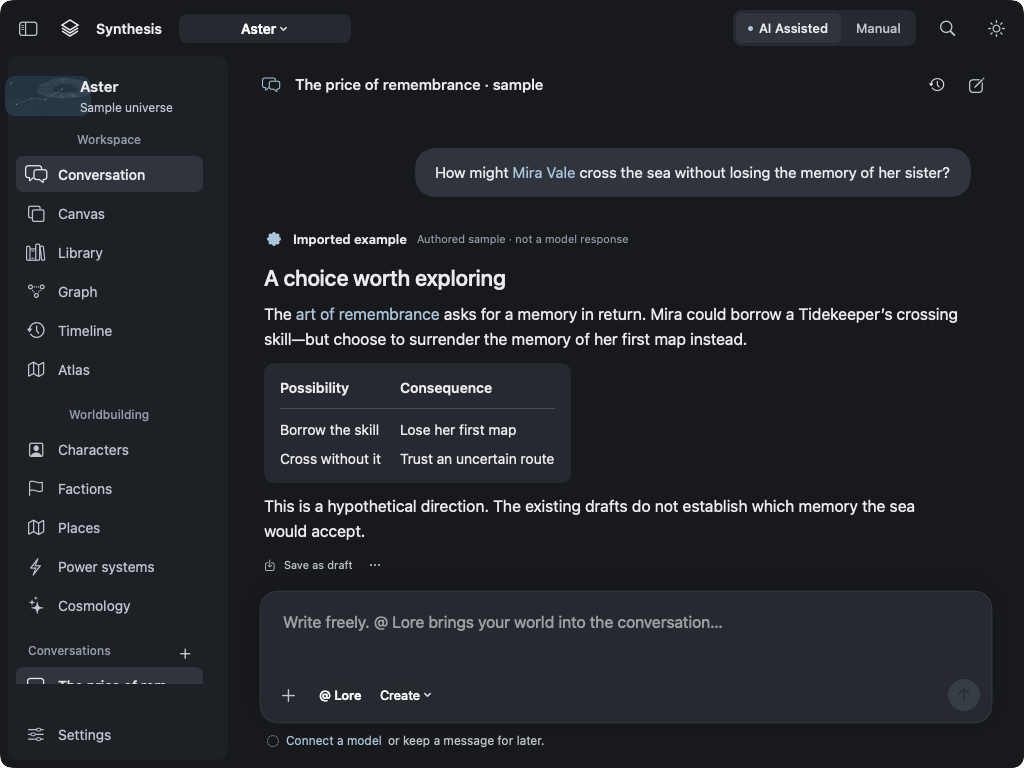 Synthesis
Aster
AI Assisted
Manual
Aster
Sample universe
Workspace
Conversation
Canvas
Library
Graph
Timeline
Atlas
Worldbuilding
Characters
Factions
Places
Power systems
Cosmology
Conversations
The price of rem...
Settings
The price of remembrance · sample
How might Mira Vale cross the sea without losing the memory of her sister?
Imported example Authored sample · not a model response
A choice worth exploring
The art of remembrance asks for a memory in return. Mira could borrow a Tidekeeper’s crossing
skill—but choose to surrender the memory of her first map instead.
Possibility Consequence
Borrow the skill Lose her first map
Cross without it Trust an uncertain route
This is a hypothetical direction. The existing drafts do not establish which memory the sea
would accept.
Save as draft
Write freely. @ Lore brings your world into the conversation...
@ Lore Create
Connect a model or keep a message for later.